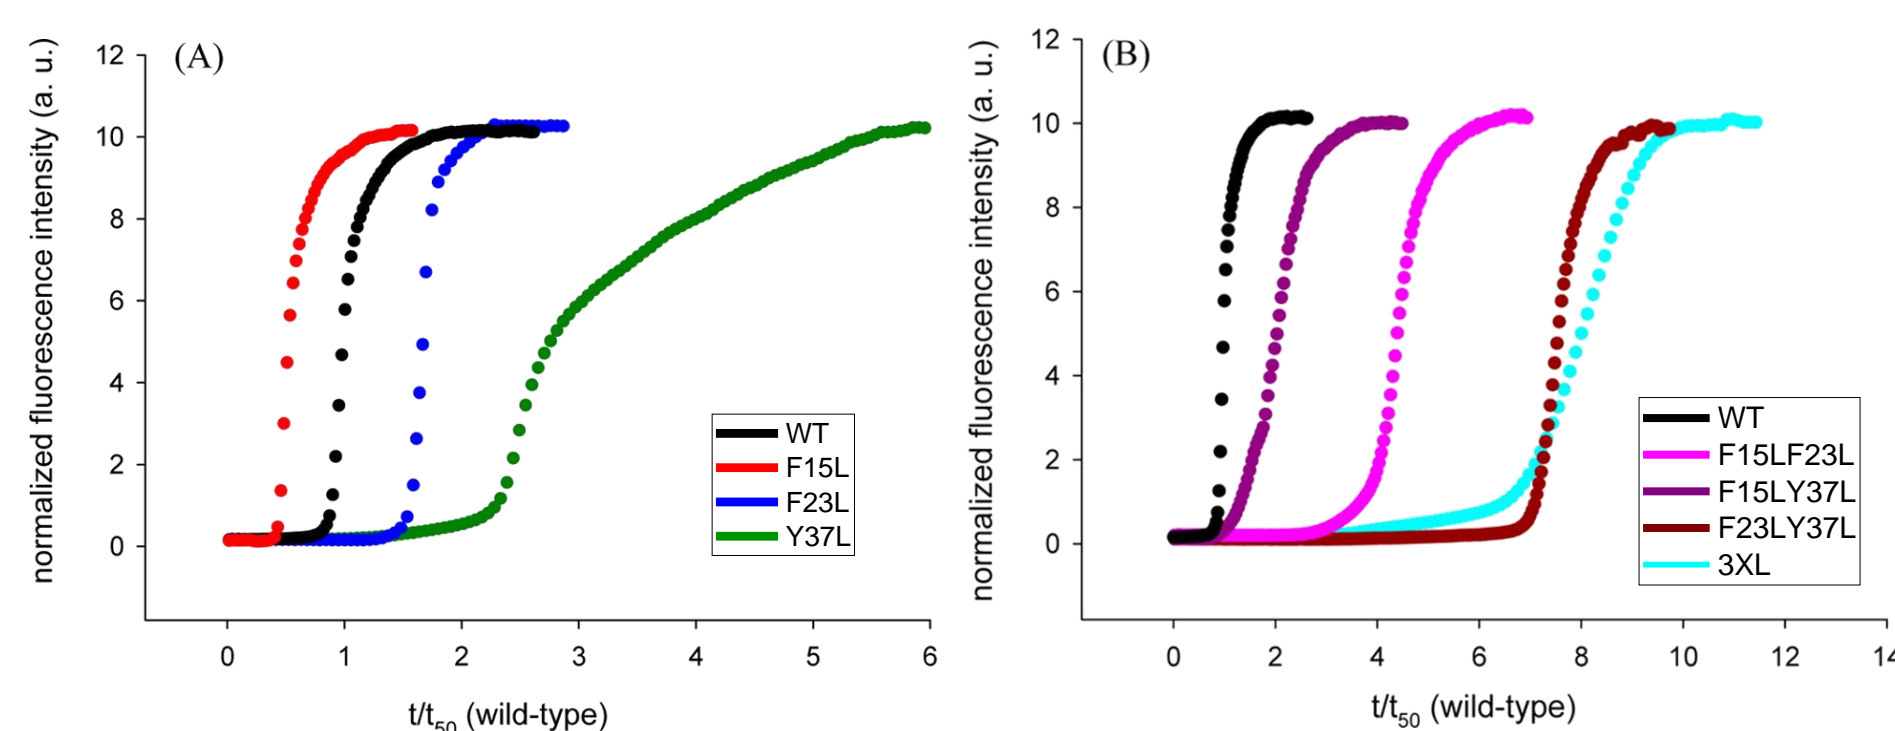 (A)
normalized fluorescence intensity (a. u.)
12
10
8
6
4
2
0
0 1 2 3 4 5 6
t/t50 (wild-type)
WT
F15L
F23L
Y37L
(B)
normalized fluorescence intensity (a. u.)
12
10
8
6
4
2
0
0 2 4 6 8 10 12 14
t/t50 (wild-type)
WT
F15LF23L
F15LY37L
F23LY37L
3XL